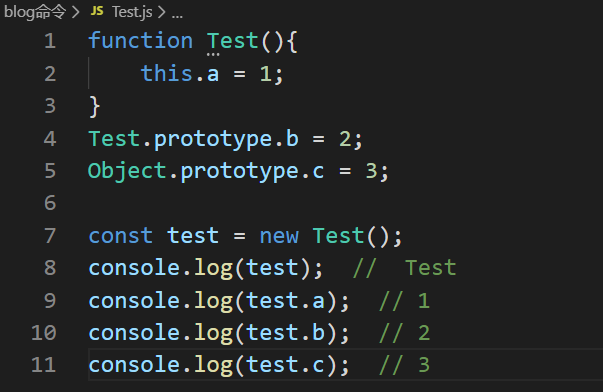 blog命令 > JS Test.js > ...
1 function Test(){
2     this.a = 1;
3 }
4 Test.prototype.b = 2;
5 Object.prototype.c = 3;
6
7 const test = new Test();
8 console.log(test);  //  Test
9 console.log(test.a);  // 1
10 console.log(test.b);  // 2
11 console.log(test.c);  // 3